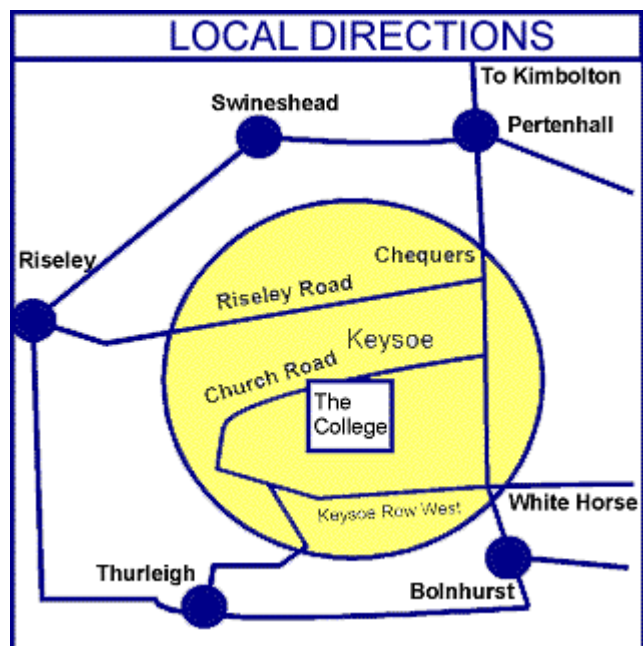 LOCAL DIRECTIONS
To Kimbolton
Swineshead
Pertenhall
Riseley
Chequers
Riseley Road
Keysoe
Church Road
The
College
White Horse
Keysoe Row West
Thurleigh
Bolnhurst